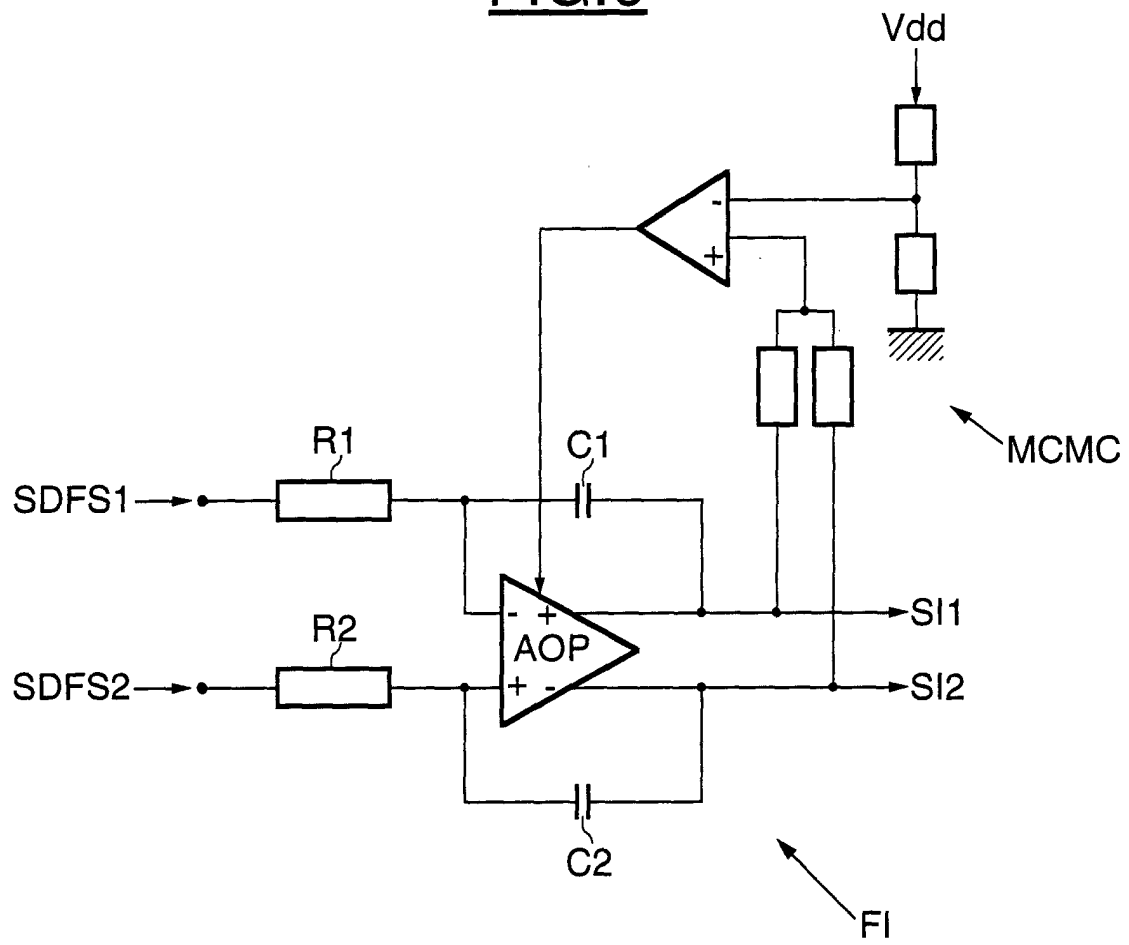 Vdd
-
+
MCMC
R1
C1
SDFS1
- +
SI1
R2
AOP
SDFS2
+ -
SI2
C2
FI